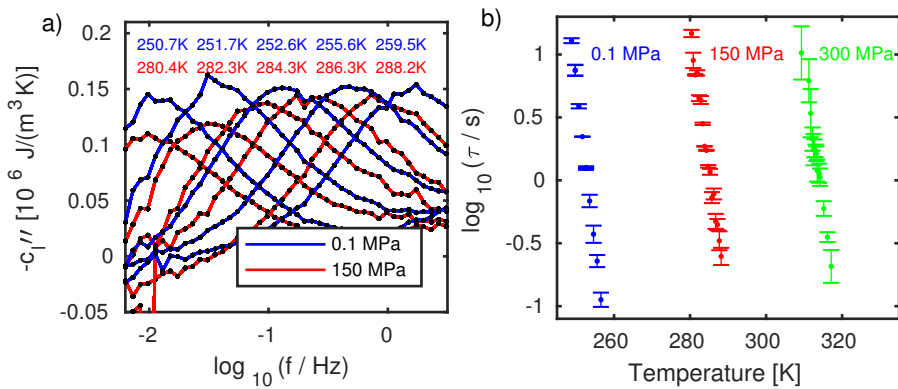 a)
-c_l'' [10^6 J/(m^3 K)]
0.2
0.15
0.1
0.05
0
-0.05
250.7K 251.7K 252.6K 255.6K 259.5K
280.4K 282.3K 284.3K 286.3K 288.2K
0.1 MPa
150 MPa
-2 -1 0
log_10 (f / Hz)
b)
log_10 (τ / s)
1
0.5
0
-0.5
-1
0.1 MPa 150 MPa 300 MPa
260 280 300 320
Temperature [K]